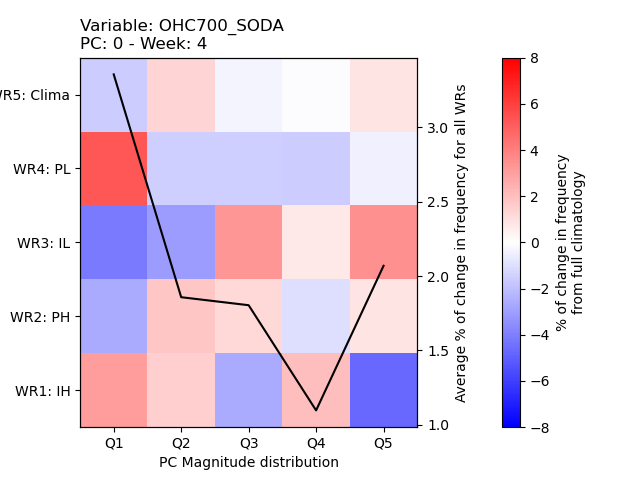 Variable: OHC700_SODA
PC: 0 - Week: 4
WR5: Clima
WR4: PL
WR3: IL
WR2: PH
WR1: IH
Q1 Q2 Q3 Q4 Q5
PC Magnitude distribution
3.0
2.5
2.0
1.5
1.0
Average % of change in frequency for all WRs
8
6
4
2
0
−2
−4
−6
−8
% of change in frequency
from full climatology